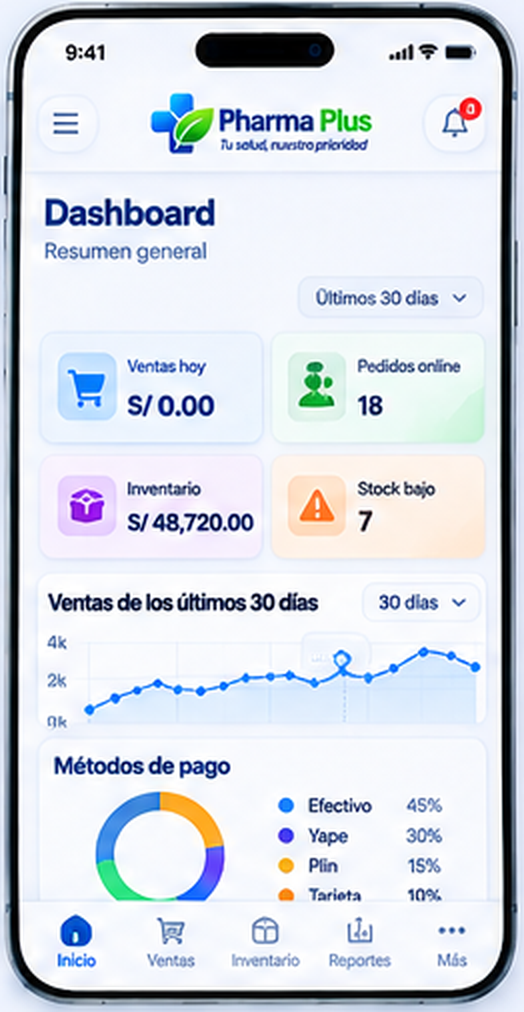 9:41
Pharma Plus
Tu salud, nuestra prioridad
Dashboard
Resumen general
Últimos 30 días
Ventas hoy
S/ 0.00
Pedidos online
18
Inventario
S/ 48,720.00
Stock bajo
7
Ventas de los últimos 30 días
30 días
4k
2k
0k
Métodos de pago
Efectivo 45%
Yape 30%
Plin 15%
Tarjeta 10%
Inicio
Ventas
Inventario
Reportes
Más